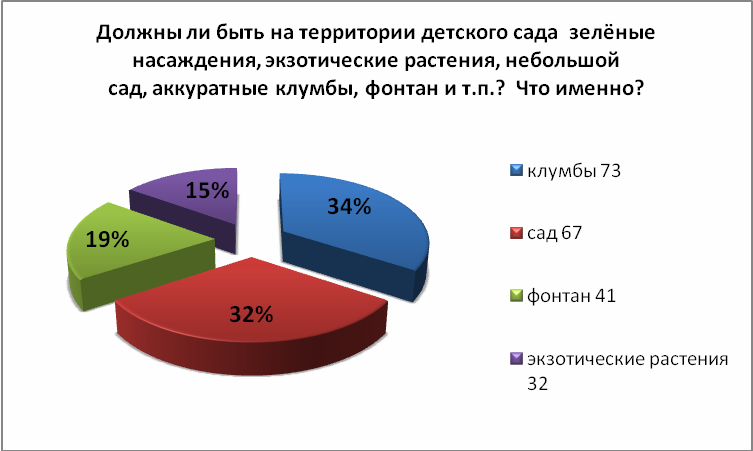 Должны ли быть на территории детского сада зелёные
насаждения, экзотические растения, небольшой
сад, аккуратные клумбы, фонтан и т.п.? Что именно?
34%
32%
19%
15%
клумбы 73
сад 67
фонтан 41
экзотические растения
32